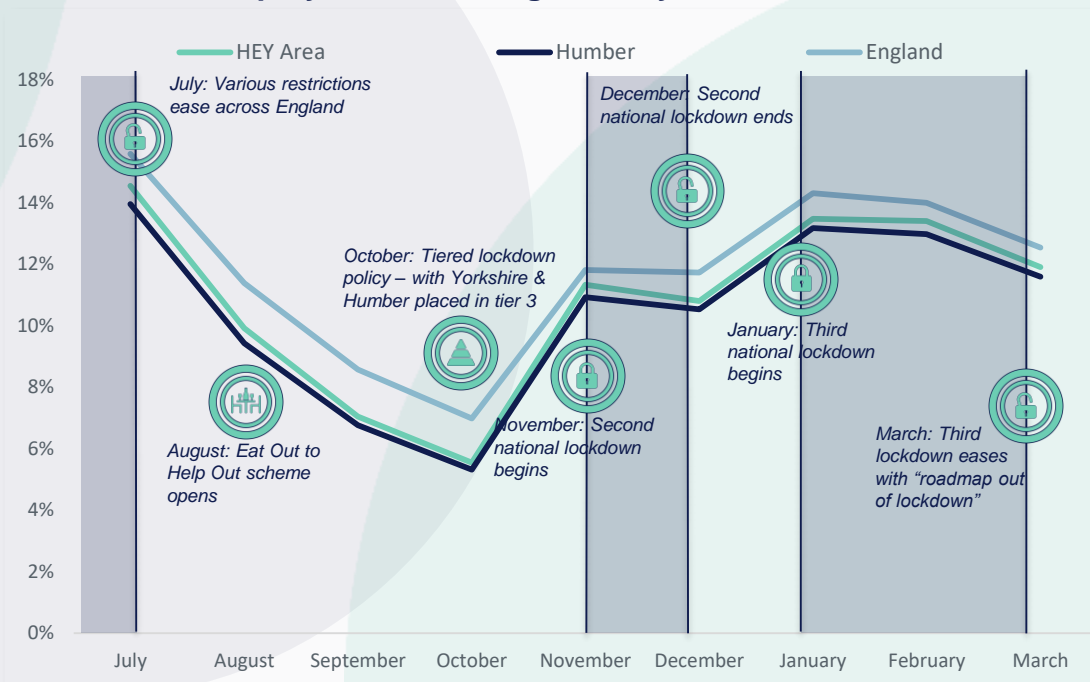 HEY Area
Humber
England
18%
16%
14%
12%
10%
8%
6%
4%
2%
0%
July: Various restrictions
ease across England
December: Second
national lockdown ends
October: Tiered lockdown
policy – with Yorkshire &
Humber placed in tier 3
January: Third
national lockdown
begins
November: Second
national lockdown
begins
August: Eat Out to
Help Out scheme
opens
March: Third
lockdown eases
with “roadmap out
of lockdown”
July
August
September
October
November
December
January
February
March